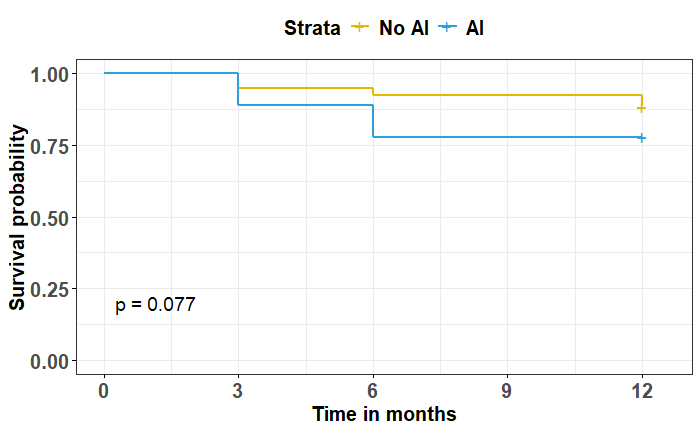 Strata No AI AI
1.00
0.75
0.50
0.25
0.00
Survival probability
p = 0.077
0 3 6 9 12
Time in months